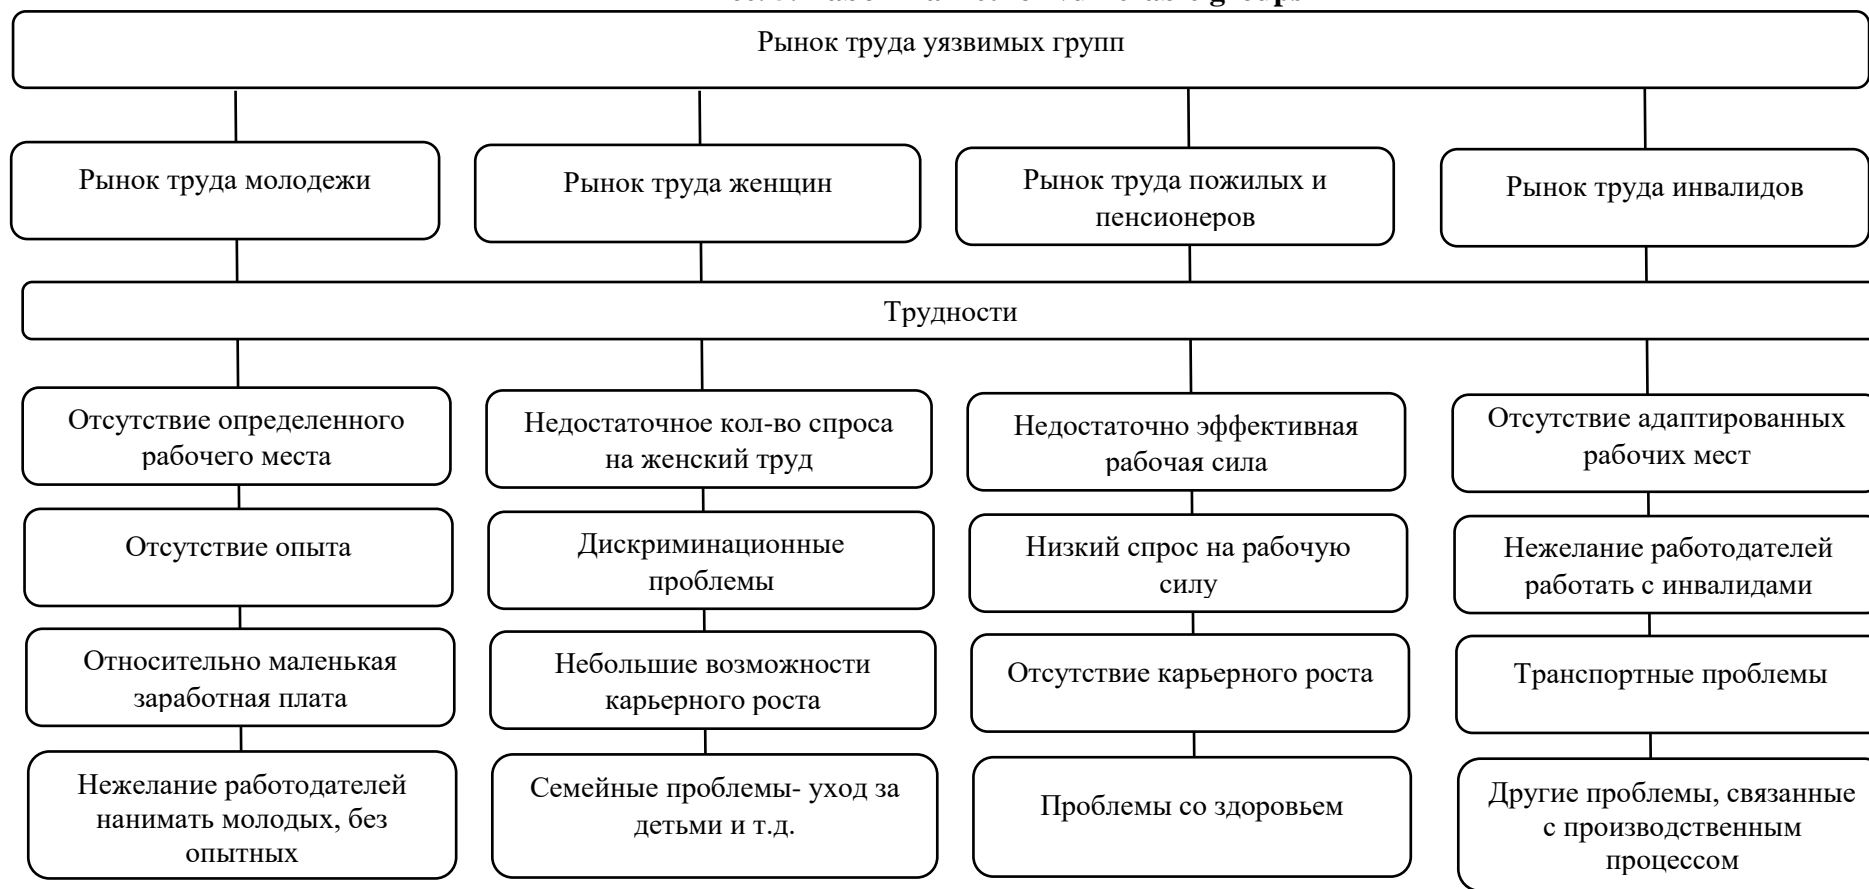 Рынок труда уязвимых групп
Рынок труда молодежи
Рынок труда женщин
Рынок труда пожилых и
пенсионеров
Рынок труда инвалидов
Трудности
Отсутствие определенного
рабочего места
Недостаточное кол-во спроса
на женский труд
Недостаточно эффективная
рабочая сила
Отсутствие адаптированных
рабочих мест
Отсутствие опыта
Дискриминационные
проблемы
Низкий спрос на рабочую
силу
Нежелание работодателей
работать с инвалидами
Относительно маленькая
заработная плата
Небольшие возможности
карьерного роста
Отсутствие карьерного роста
Транспортные проблемы
Нежелание работодателей
нанимать молодых, без
опытных
Семейные проблемы- уход за
детьми и т.д.
Проблемы со здоровьем
Другие проблемы, связанные
с производственным
процессом